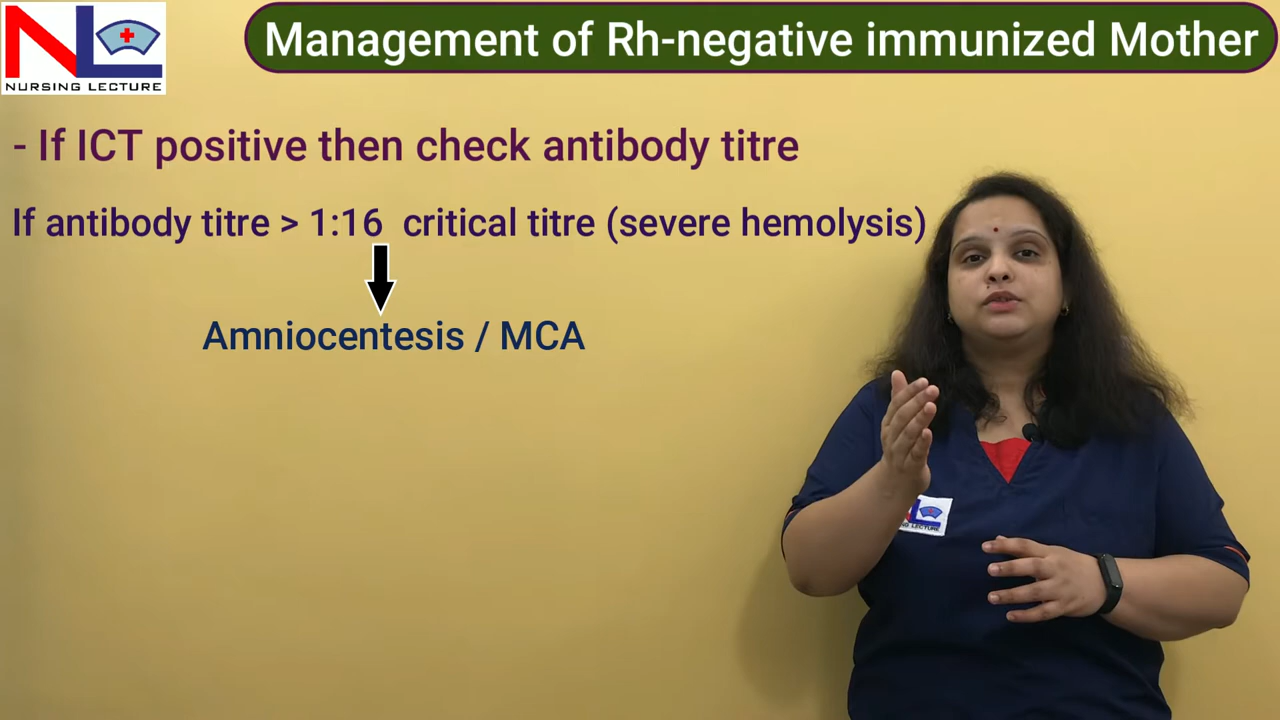 NL
NURSING LECTURE
Management of Rh-negative immunized Mother
- If ICT positive then check antibody titre
If antibody titre > 1:16 critical titre (severe hemolysis)
Amniocentesis / MCA